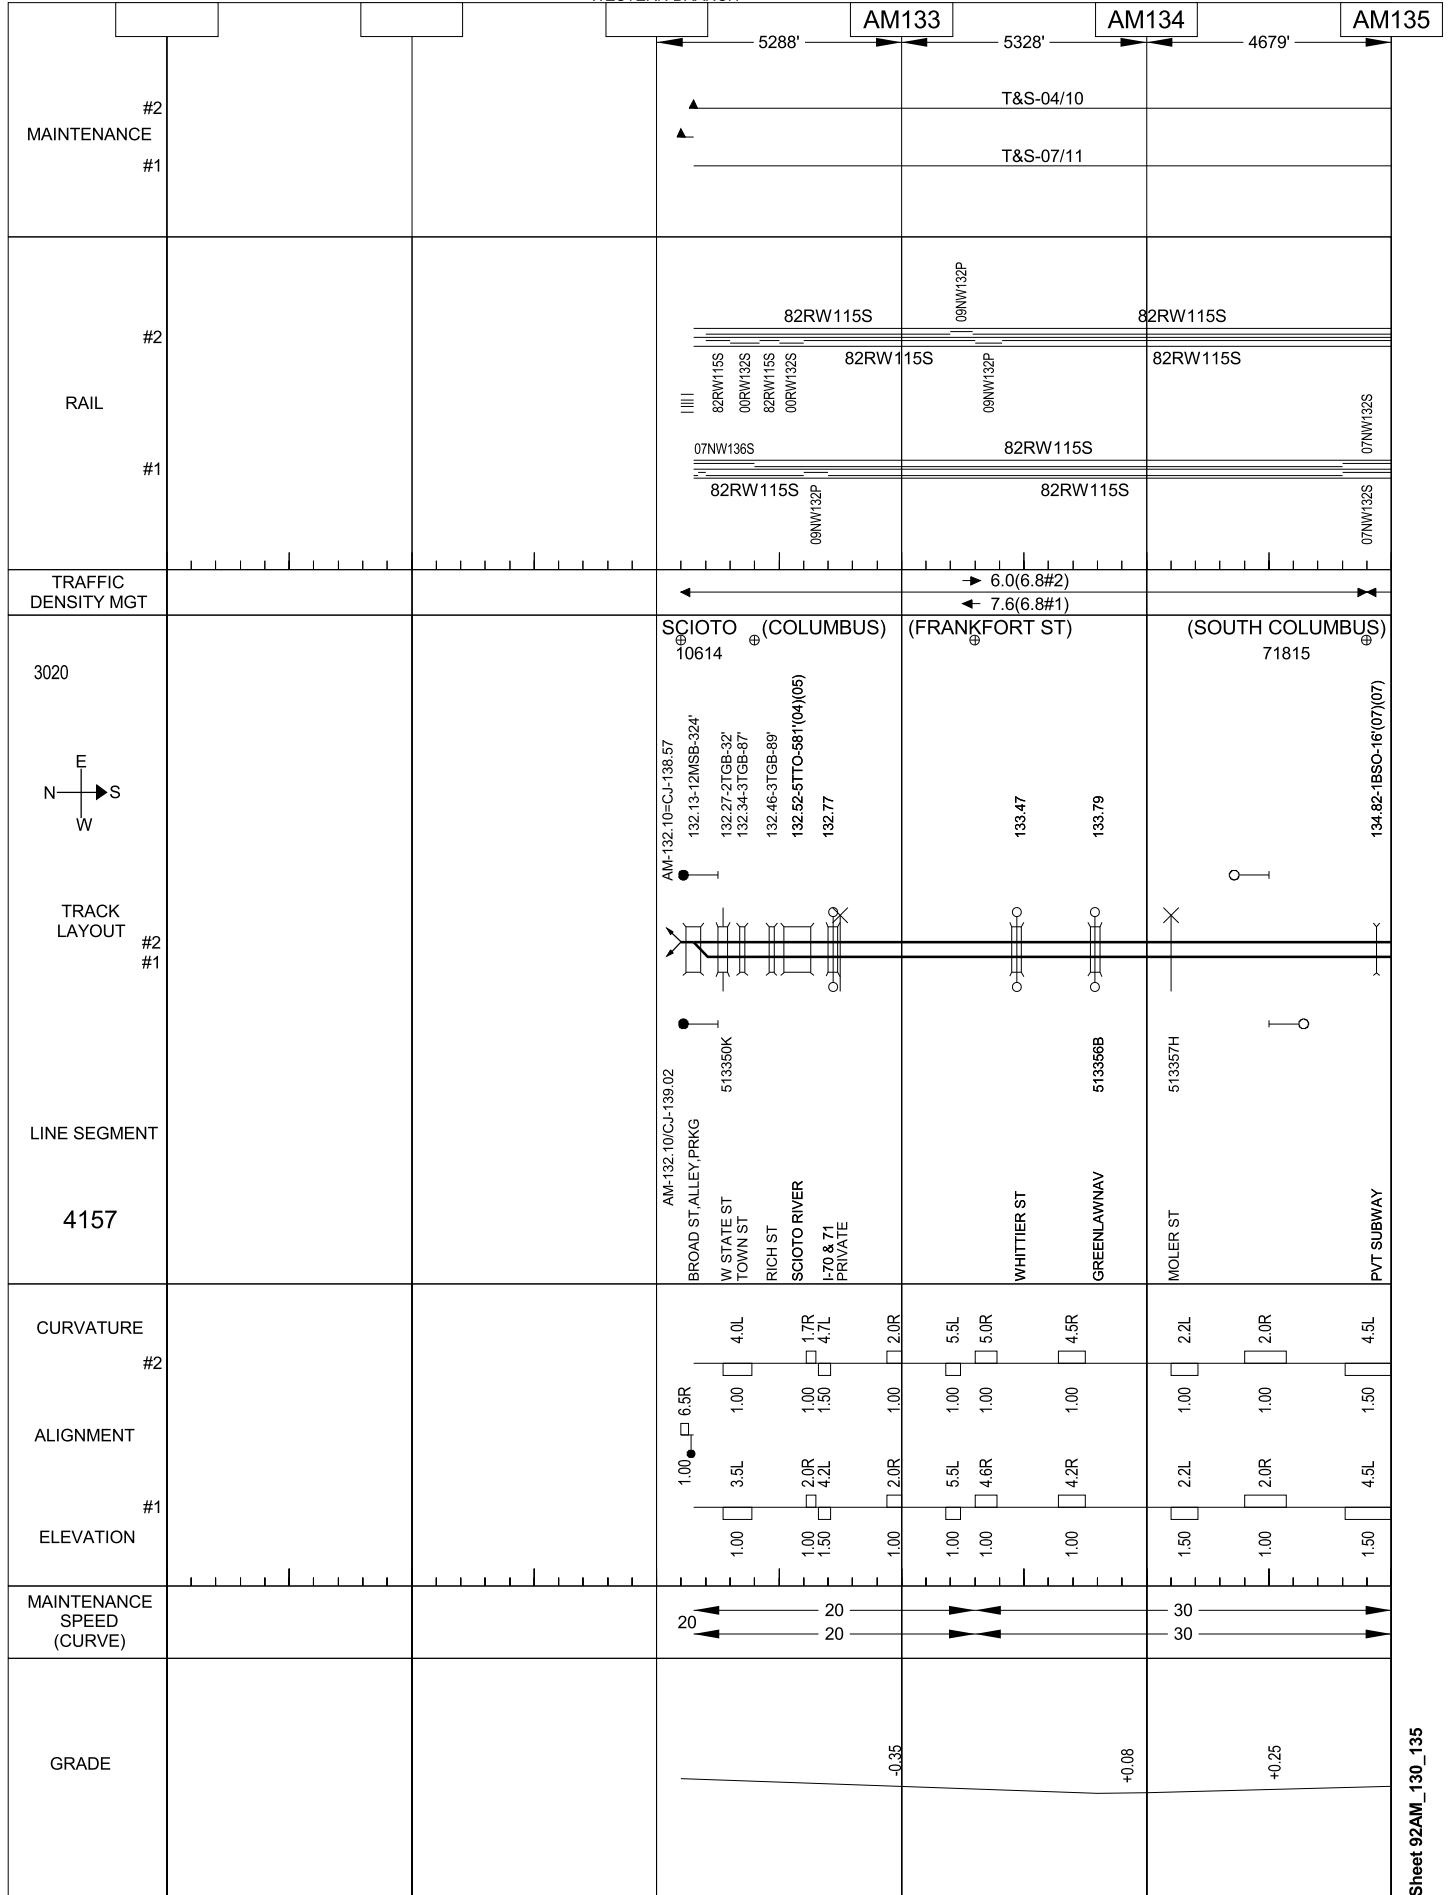 AM133 AM134 AM135
5288' 5328' 4679'
#2 T&S-04/10
MAINTENANCE
#1 T&S-07/11
09NW132P
82RW115S 82RW115S
#2
82RW115S 82RW115S
82RW115S 00RW132S 82RW115S 00RW132S 09NW132P
RAIL
07NW132S
07NW136S 82RW115S
#1
82RW115S 82RW115S
09NW132P 07NW132S
TRAFFIC
DENSITY MGT
6.0(6.8#2)
7.6(6.8#1)
SCIOTO (COLUMBUS) (FRANKFORT ST) (SOUTH COLUMBUS)
10614 71815
3020
E
N S
W
AM-132.10=CJ-138.57
132.13-12MSB-324'
132.27-2TGB-32'
132.34-3TGB-87'
132.46-3TGB-89'
132.52-5TTO-581'(04)(05)
132.77
133.47
133.79
134.82-1BSO-16'(07)(07)
TRACK
LAYOUT
#2
#1
513350K
513356B
513357H
LINE SEGMENT
4157
AM-132.10/CJ-139.02
BROAD ST,ALLEY,PRKG
W STATE ST
TOWN ST
RICH ST
SCIOTO RIVER
I-70 & 71
PRIVATE
WHITTIER ST
GREENLAWNAV
MOLER ST
PVT SUBWAY
CURVATURE
4.0L 1.7R 4.7L 2.0R 5.5L 5.0R 4.5R 2.2L 2.0R 4.5L
#2
1.00 1.00 1.50 1.00 1.00 1.00 1.00 1.00 1.00 1.50
6.5R
ALIGNMENT
1.00
3.5L 2.0R 4.2L 2.0R 5.5L 4.6R 4.2R 2.2L 2.0R 4.5L
#1
ELEVATION
1.00 1.00 1.50 1.00 1.00 1.00 1.00 1.50 1.00 1.50
MAINTENANCE
SPEED
(CURVE)
20 20 30
20 30
GRADE
-0.35 +0.08 +0.25
Sheet 92AM_130_135